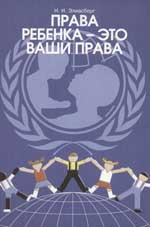 Н. И. Элиасберг
ПРАВА
РЕБЕНКА – ЭТО
ВАШИ ПРАВА